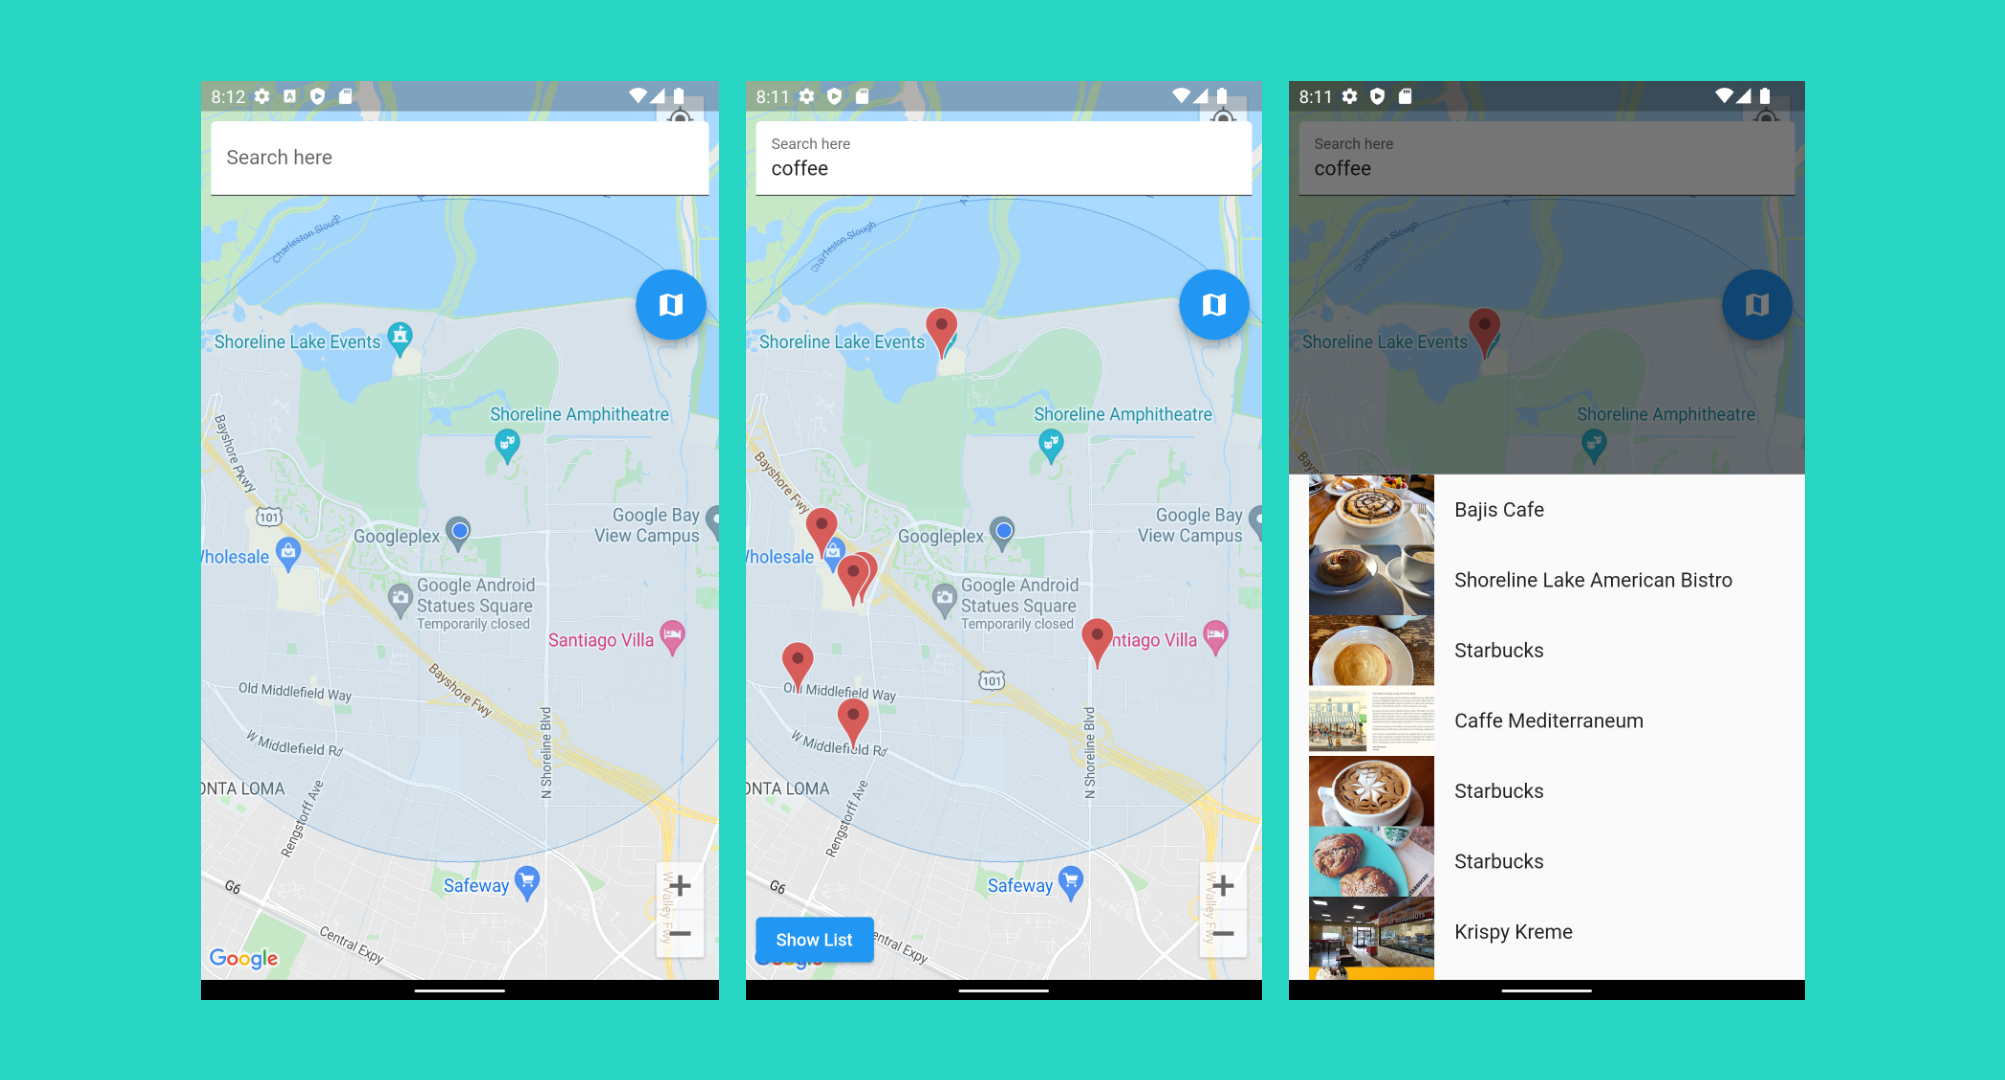 8:12
Search here
Charleston Slough
Shoreline Lake Events
Shoreline Amphitheatre
Bayshore Pkwy
101
Google Bay
View Campus
Googleplex
Wholesale
Google Android
Statues Square
Temporarily closed
Santiago Villa
Old Middlefield Way
Bayshore Fwy
N Shoreline Blvd
W Middlefield Rd
ONTA LOMA
Rengstorff Ave
Safeway
G6
W Valley Fwy
Central Expy
Google
8:11
Search here
coffee
Charleston Slough
Shoreline Lake Events
Shoreline Amphitheatre
Bayshore Fwy
Google Bay
View Campus
Googleplex
Wholesale
Google Android
Statues Square
Temporarily closed
ntiago Villa
101
Old Middlefield Way
W Middlefield Rd
N Shoreline Blvd
ONTA LOMA
Rengstorff Ave
Safeway
G6
W Valley Fwy
Show List
entral Expy
Google
8:11
Search here
coffee
Charleston Slough
Shoreline Lake Events
Shoreline Amphitheatre
Bays
Bajis Cafe
Shoreline Lake American Bistro
Starbucks
Caffe Mediterraneum
Starbucks
Starbucks
Krispy Kreme